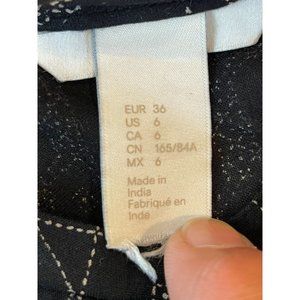 EUR 36
US 6
CA 6
CN 165/84A
MX 6
Made in
India
Fabriqué en
Inde